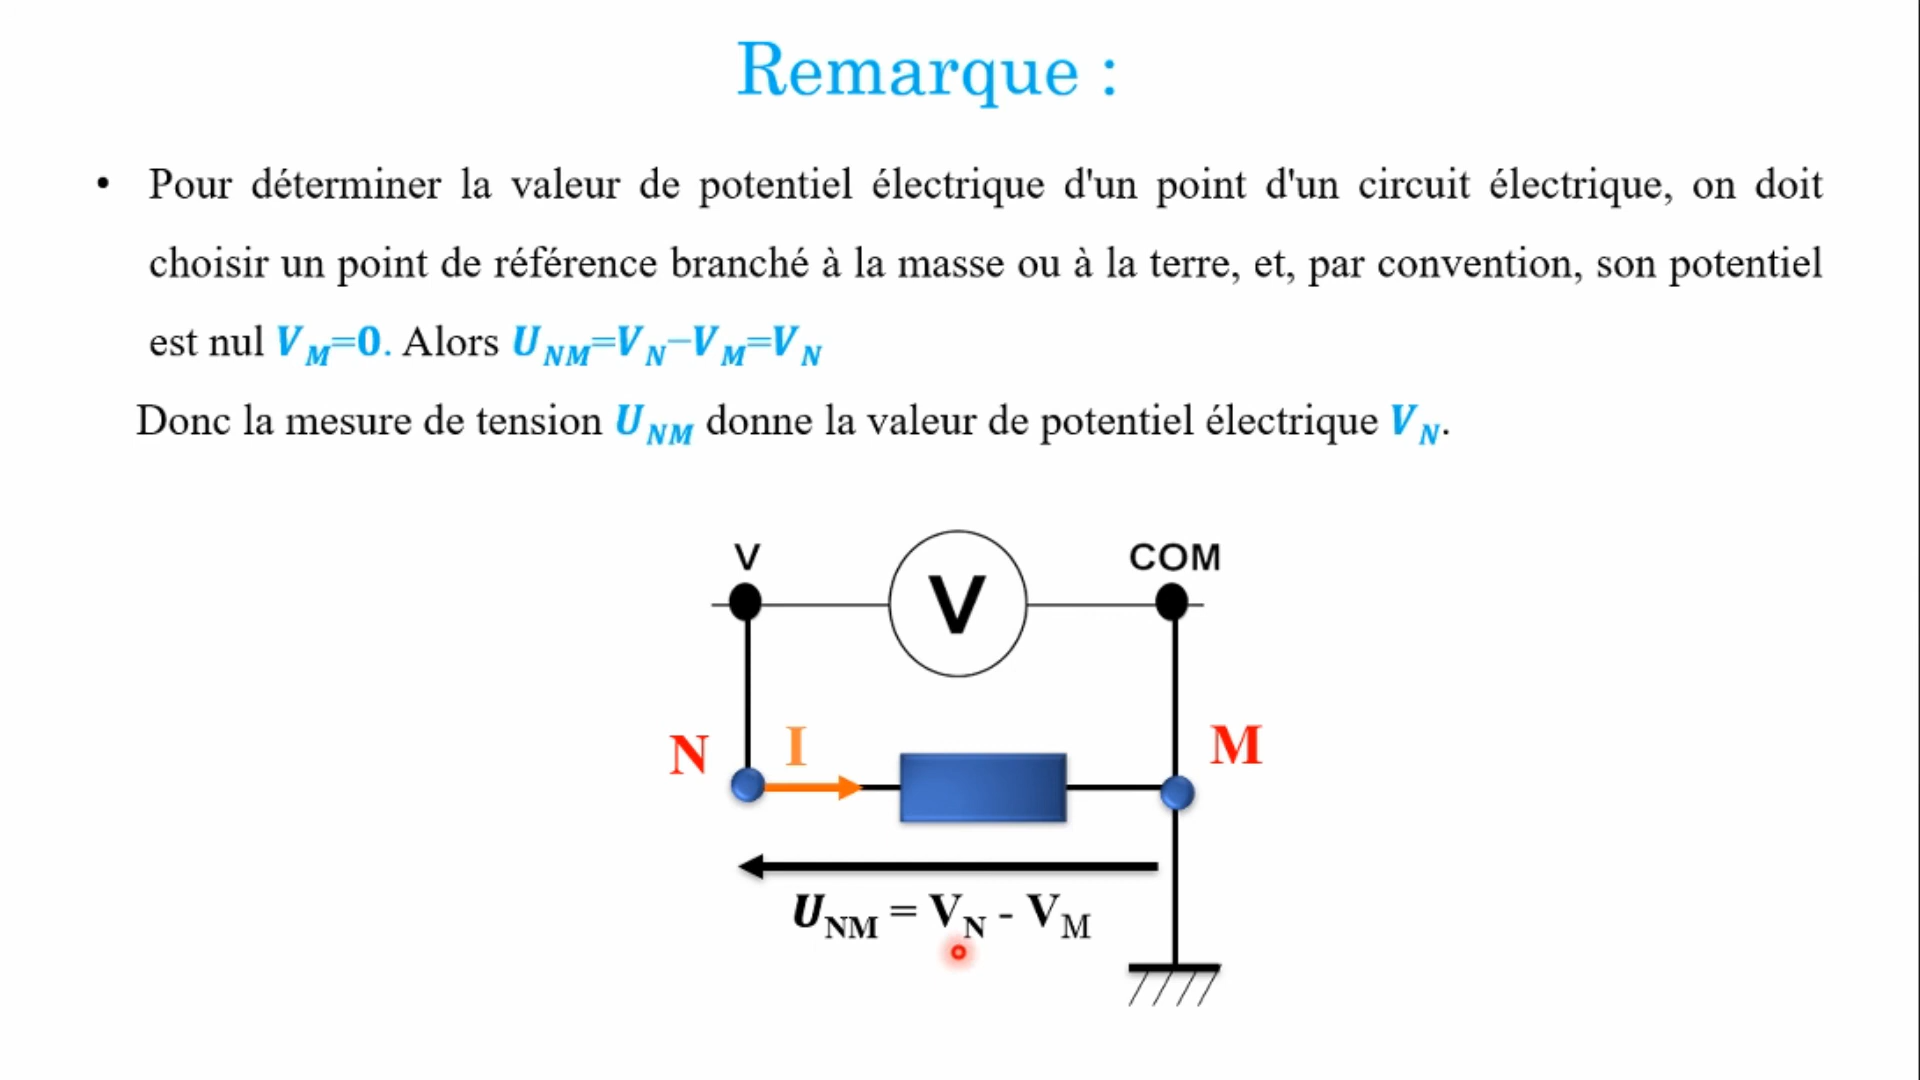 Remarque :
• Pour déterminer la valeur de potentiel électrique d'un point d'un circuit électrique, on doit
choisir un point de référence branché à la masse ou à la terre, et, par convention, son potentiel
est nul V_M=0. Alors U_NM=V_N−V_M=V_N
Donc la mesure de tension U_NM donne la valeur de potentiel électrique V_N.
V
COM
V
N
I
M
U_NM = V_N - V_M